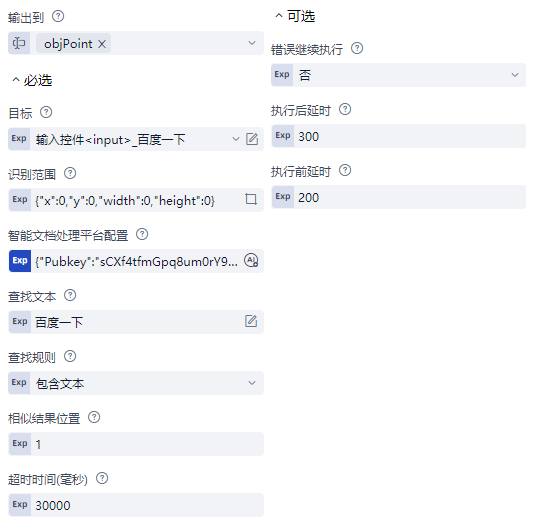 输出到
objPoint ×
必选
目标
Exp 输入控件<input>_百度一下
识别范围
Exp {"x":0,"y":0,"width":0,"height":0}
智能文档处理平台配置
Exp {"Pubkey":"sCXf4tfmGpq8um0rY9...
查找文本
Exp 百度一下
查找规则
Exp 包含文本
相似结果位置
Exp 1
超时时间(毫秒)
Exp 30000
可选
错误继续执行
Exp 否
执行后延时
Exp 300
执行前延时
Exp 200